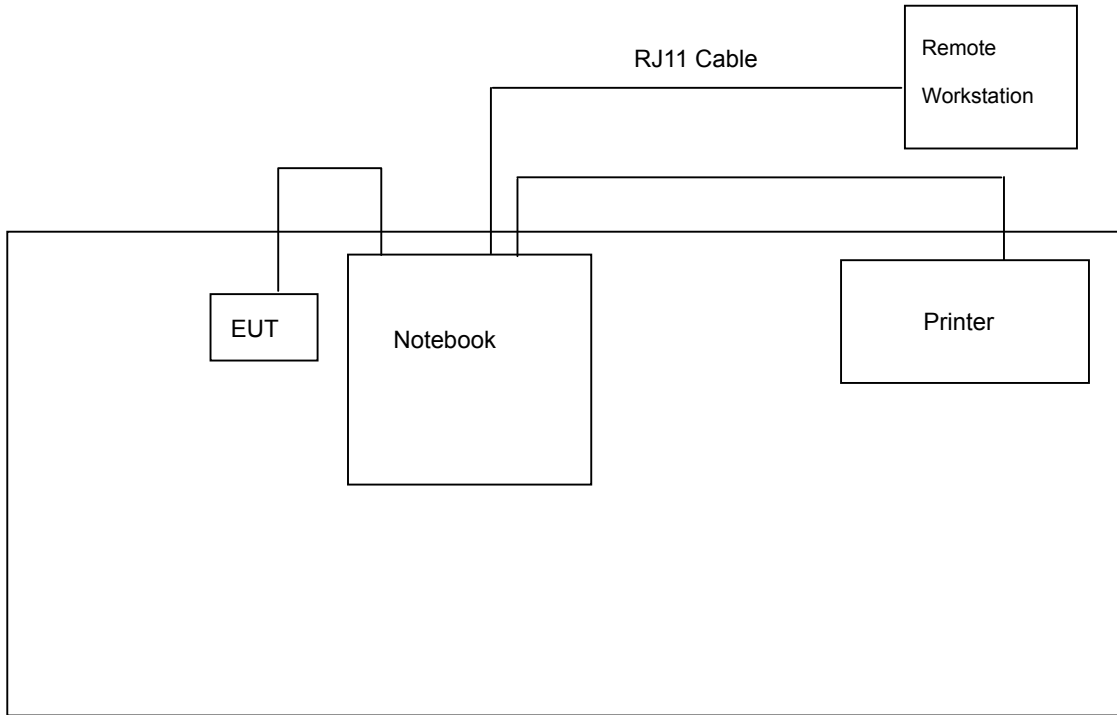 Remote
Workstation
RJ11 Cable
EUT
Notebook
Printer